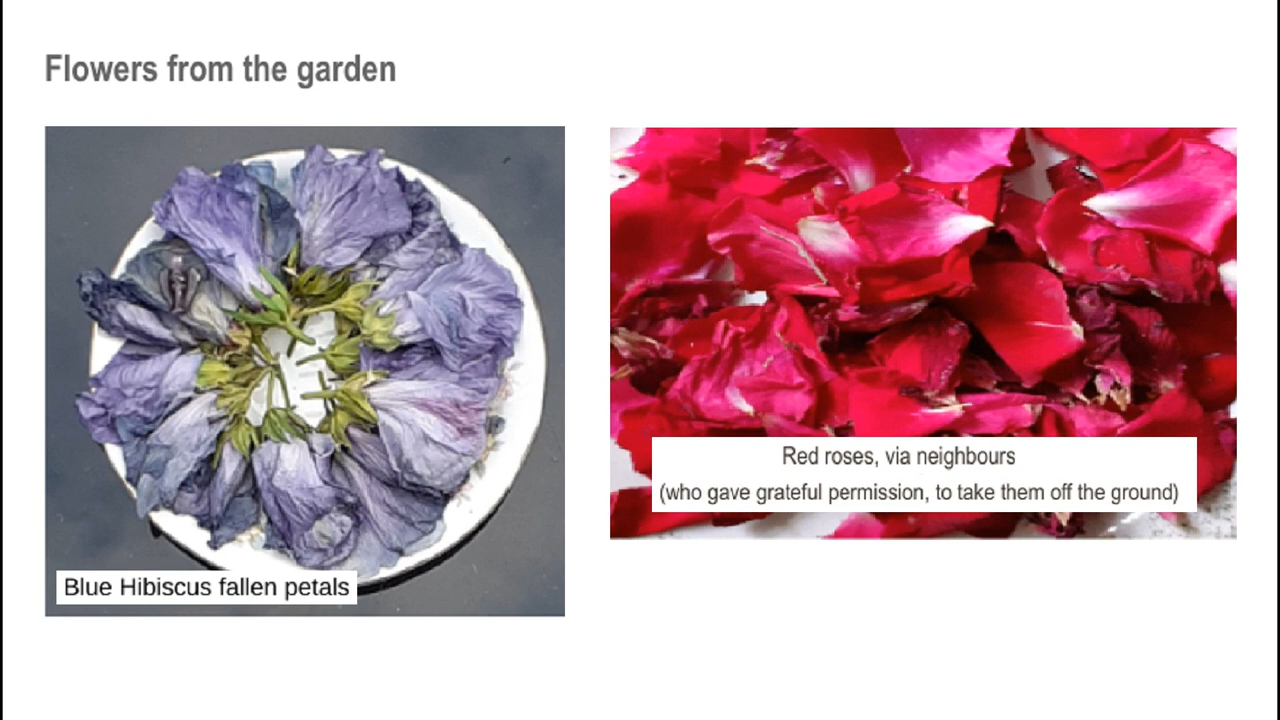 Flowers from the garden
Blue Hibiscus fallen petals
Red roses, via neighbours
(who gave grateful permission, to take them off the ground)